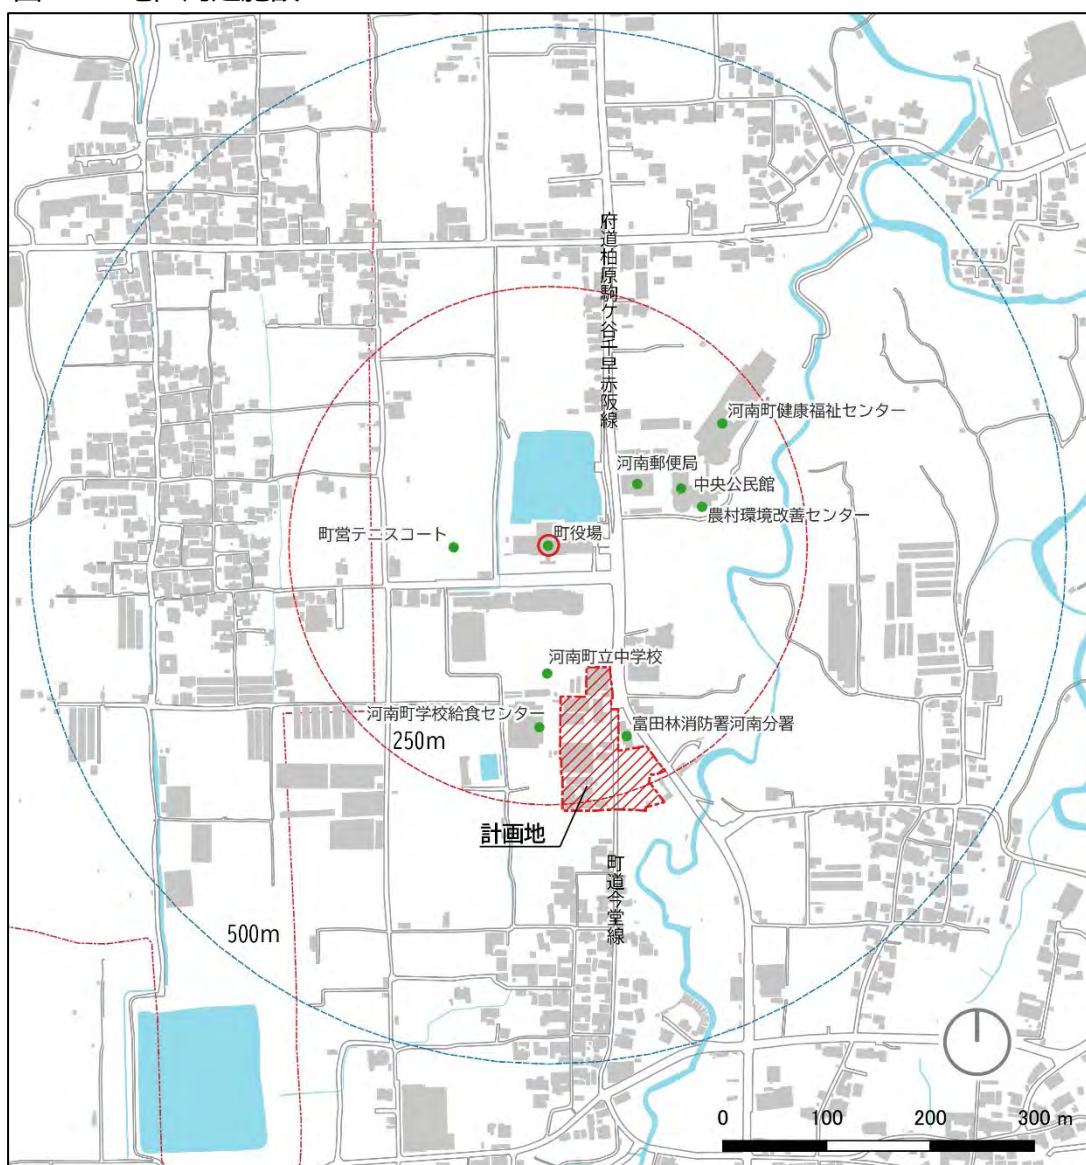 府道柏原駒ケ谷千早赤阪線
河南町健康福祉センター
河南郵便局
中央公民館
農村環境改善センター
町営テニスコート
町役場
河南町立中学校
河南町学校給食センター
富田林消防署河南分署
250m
計画地
町道今堂線
500m
0 100 200 300 m